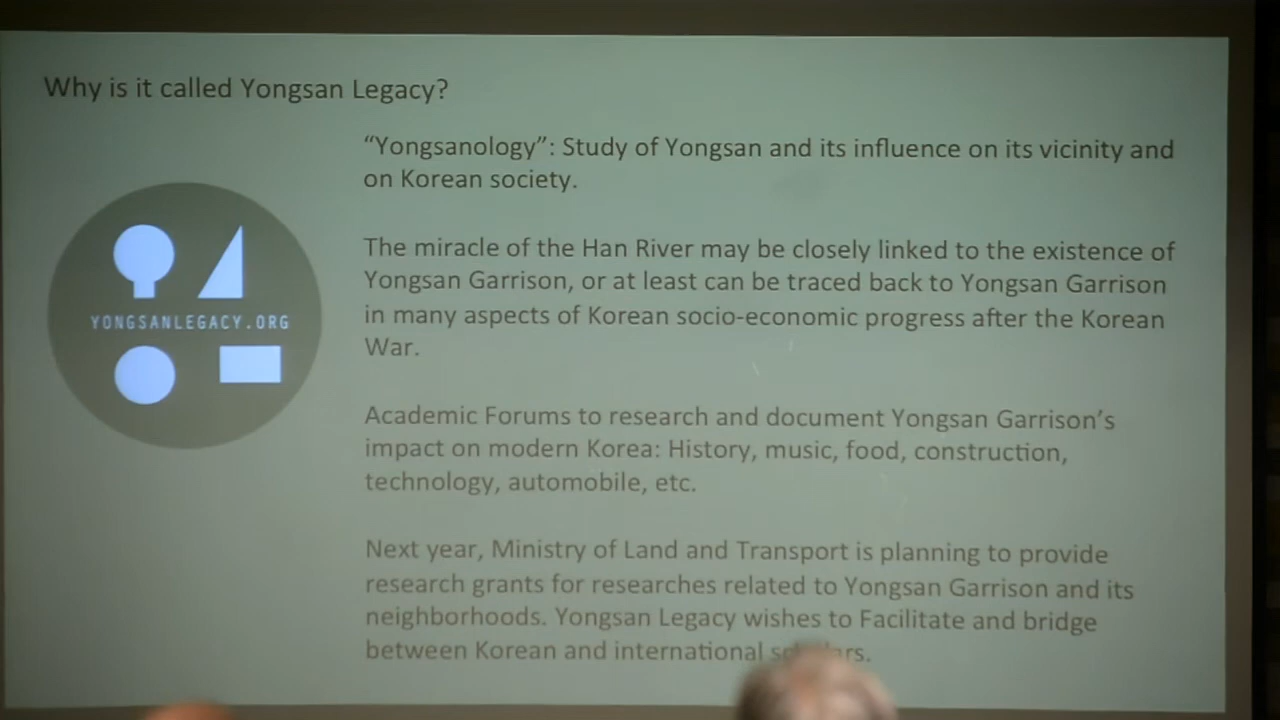 Why is it called Yongsan Legacy?
“Yongsanology”: Study of Yongsan and its influence on its vicinity and
on Korean society.
The miracle of the Han River may be closely linked to the existence of
Yongsan Garrison, or at least can be traced back to Yongsan Garrison
in many aspects of Korean socio-economic progress after the Korean
War.
YONGSANLEGACY.ORG
Academic Forums to research and document Yongsan Garrison’s
impact on modern Korea: History, music, food, construction,
technology, automobile, etc.
Next year, Ministry of Land and Transport is planning to provide
research grants for researches related to Yongsan Garrison and its
neighborhoods. Yongsan Legacy wishes to Facilitate and bridge
between Korean and international